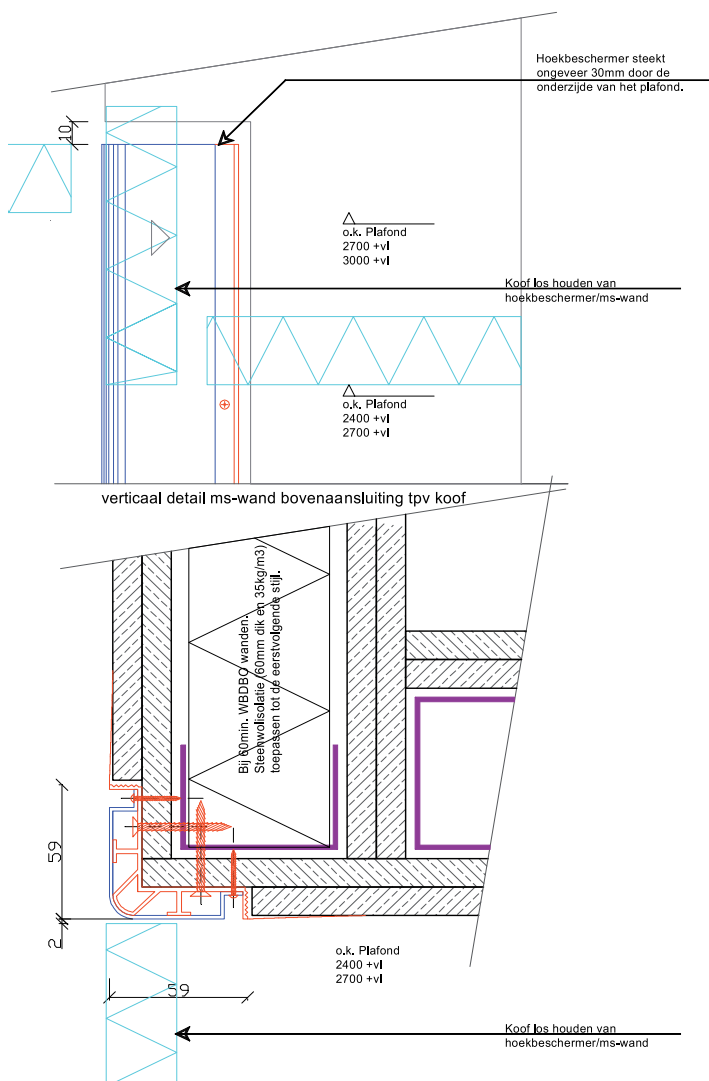 Hoekbeschermer steekt
ongeveer 30mm door de
onderzijde van het plafond.
10
o.k. Plafond
2700 +vl
3000 +vl
Koof los houden van
hoekbeschermer/ms-wand
o.k. Plafond
2400 +vl
2700 +vl
verticaal detail ms-wand bovenaansluiting tpv koof
Bij 60min. WBDBO wanden.
Steenwolisolatie (60mm dik en 35kg/m3)
toepassen tot de eerstvolgende stijl.
59
2
o.k. Plafond
2400 +vl
2700 +vl
59
Koof los houden van
hoekbeschermer/ms-wand